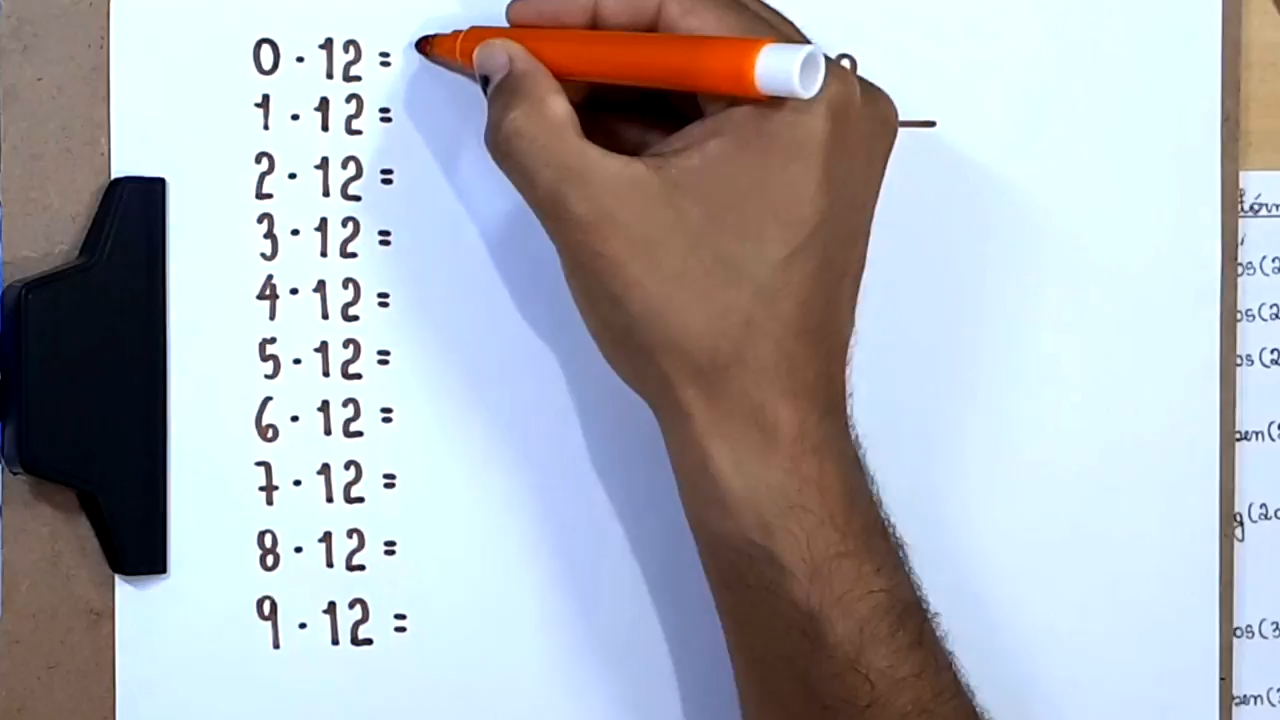 0 · 12 =
1 · 12 =
2 · 12 =
3 · 12 =
4 · 12 =
5 · 12 =
6 · 12 =
7 · 12 =
8 · 12 =
9 · 12 =